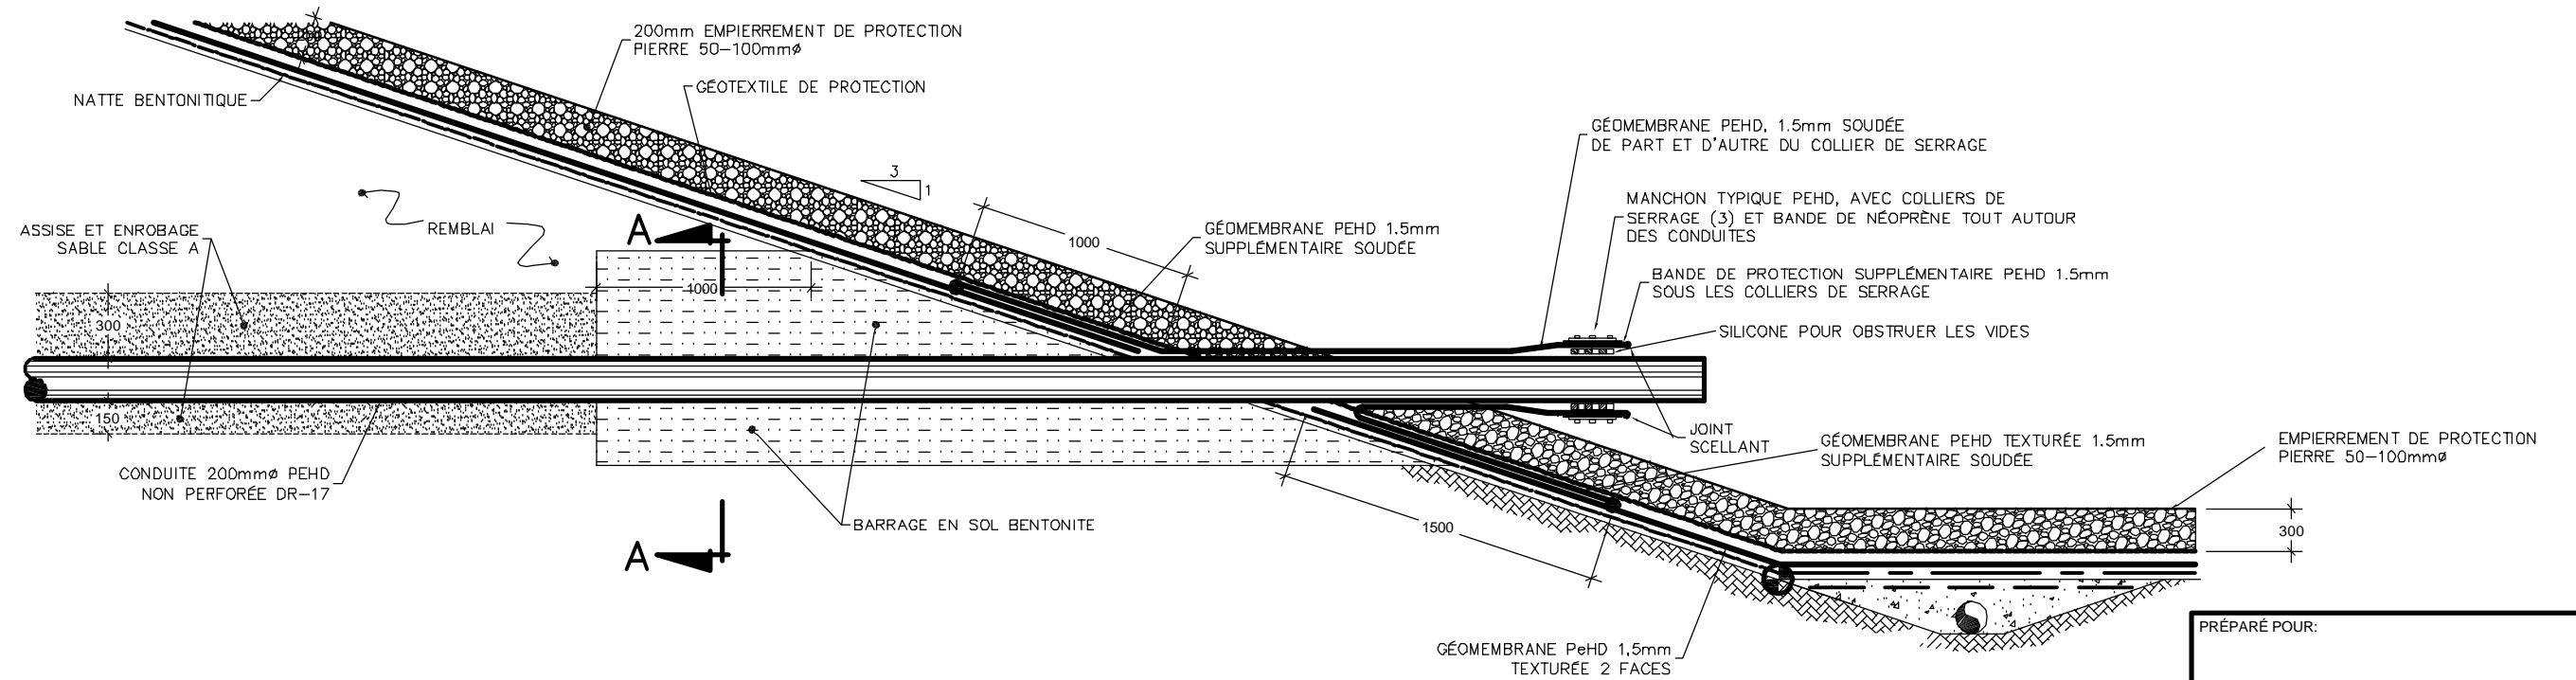 200mm EMPIERREMENT DE PROTECTION
PIERRE 50-100mmø
GÉOTEXTILE DE PROTECTION
NATTE BENTONITIQUE
GÉOMEMBRANE PEHD, 1.5mm SOUDÉE
DE PART ET D'AUTRE DU COLLIER DE SERRAGE
3
1
MANCHON TYPIQUE PEHD, AVEC COLLIERS DE
SERRAGE (3) ET BANDE DE NÉOPRÈNE TOUT AUTOUR
DES CONDUITES
ASSISE ET ENROBAGE
SABLE CLASSE A
REMBLAI
A
1000
GÉOMEMBRANE PEHD 1.5mm
SUPPLÉMENTAIRE SOUDÉE
BANDE DE PROTECTION SUPPLÉMENTAIRE PEHD 1.5mm
SOUS LES COLLIERS DE SERRAGE
1000
300
SILICONE POUR OBSTRUER LES VIDES
150
JOINT
SCELLANT
GÉOMEMBRANE PEHD TEXTURÉE 1.5mm
SUPPLÉMENTAIRE SOUDÉE
EMPIERREMENT DE PROTECTION
PIERRE 50-100mmø
CONDUITE 200mmø PEHD
NON PERFORÉE DR-17
BARRAGE EN SOL BENTONITE
1500
300
A
GÉOMEMBRANE PeHD 1,5mm
TEXTURÉE 2 FACES
PRÉPARÉ POUR: